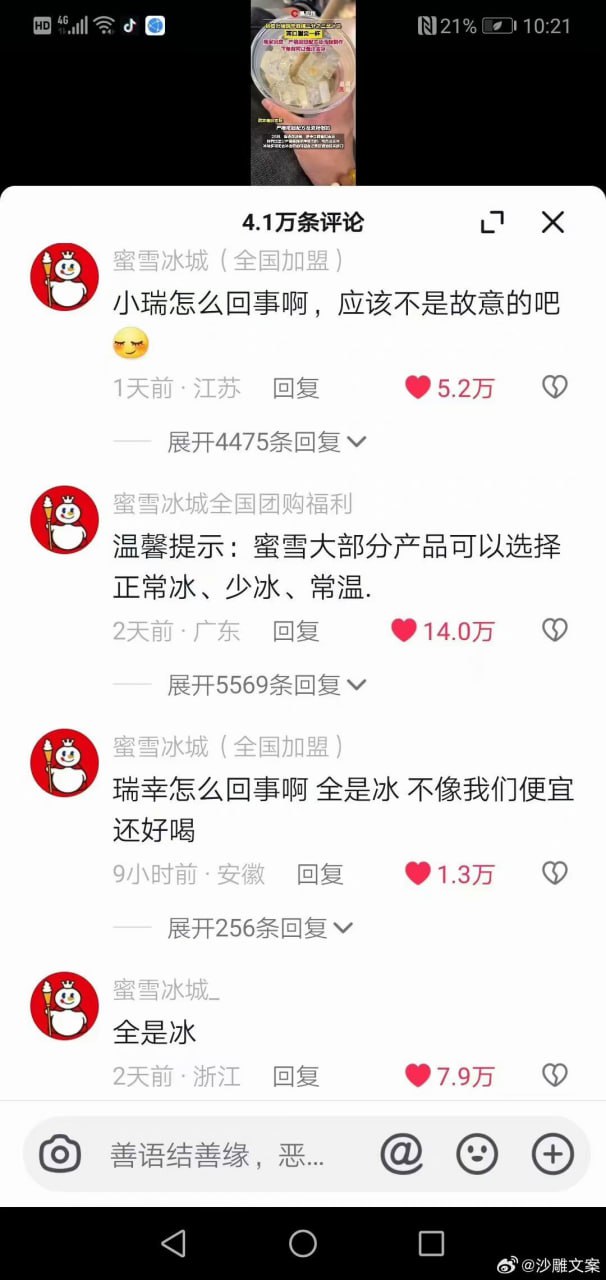 HD 4G 21% 10:21
4.1万条评论
蜜雪冰城（全国加盟）
小瑞怎么回事啊，应该不是故意的吧
1天前 · 江苏 回复 5.2万
展开4475条回复
蜜雪冰城全国团购福利
温馨提示：蜜雪大部分产品可以选择
正常冰、少冰、常温.
2天前 · 广东 回复 14.0万
展开5569条回复
蜜雪冰城（全国加盟）
瑞幸怎么回事啊 全是冰 不像我们便宜
还好喝
9小时前 · 安徽 回复 1.3万
展开256条回复
蜜雪冰城_
全是冰
2天前 · 浙江 回复 7.9万
善语结善缘，恶...
@沙雕文案